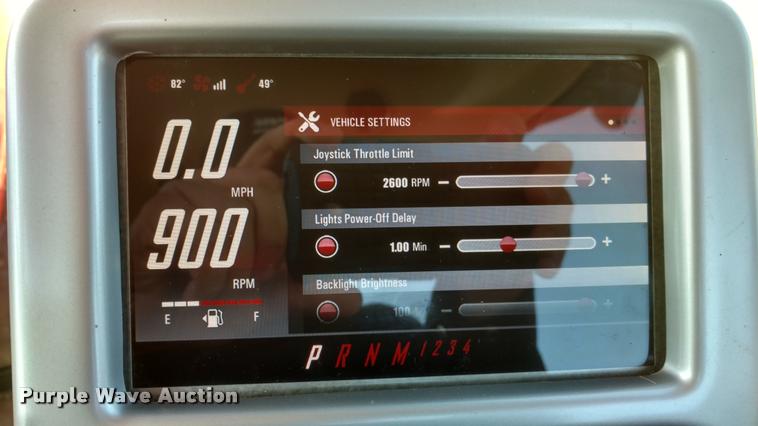 82° 49°
VEHICLE SETTINGS
0.0
MPH
900
RPM
E F
Joystick Throttle Limit
2600 RPM − +
Lights Power-Off Delay
1.00 Min − +
Backlight Brightness
100 − +
P R N M 1 2 3 4
Purple Wave Auction